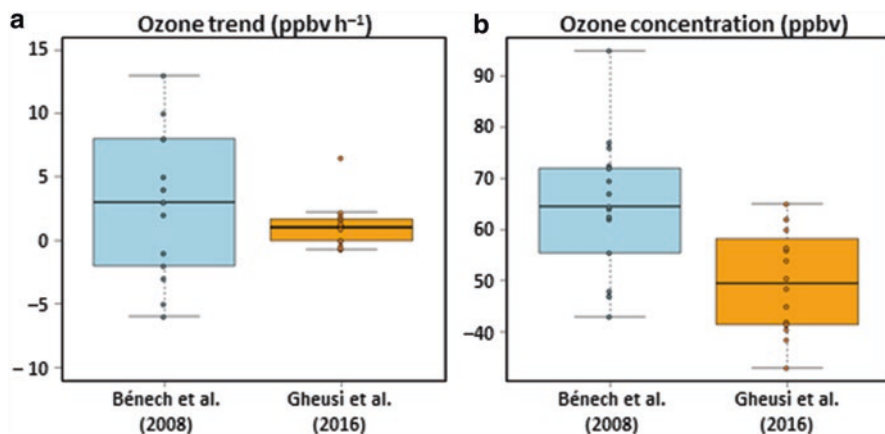 a
Ozone trend (ppbv h⁻¹)
15
10
5
0
−5
− 10
Bénech et al.
(2008)
Gheusi et al.
(2016)
b
Ozone concentration (ppbv)
90
80
70
60
50
−40
Bénech et al.
(2008)
Gheusi et al.
(2016)